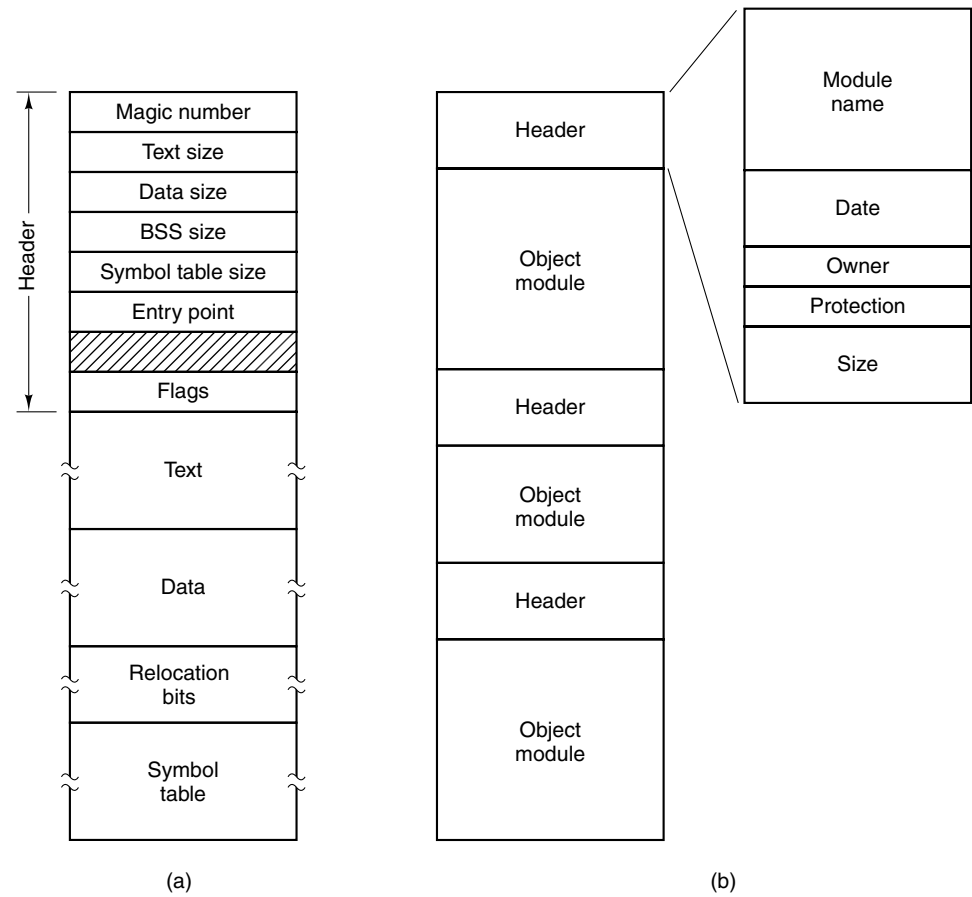 Header
Magic number
Text size
Data size
BSS size
Symbol table size
Entry point
Flags
Text
Data
Relocation
bits
Symbol
table
(a)
Header
Object
module
Header
Object
module
Header
Object
module
Module
name
Date
Owner
Protection
Size
(b)